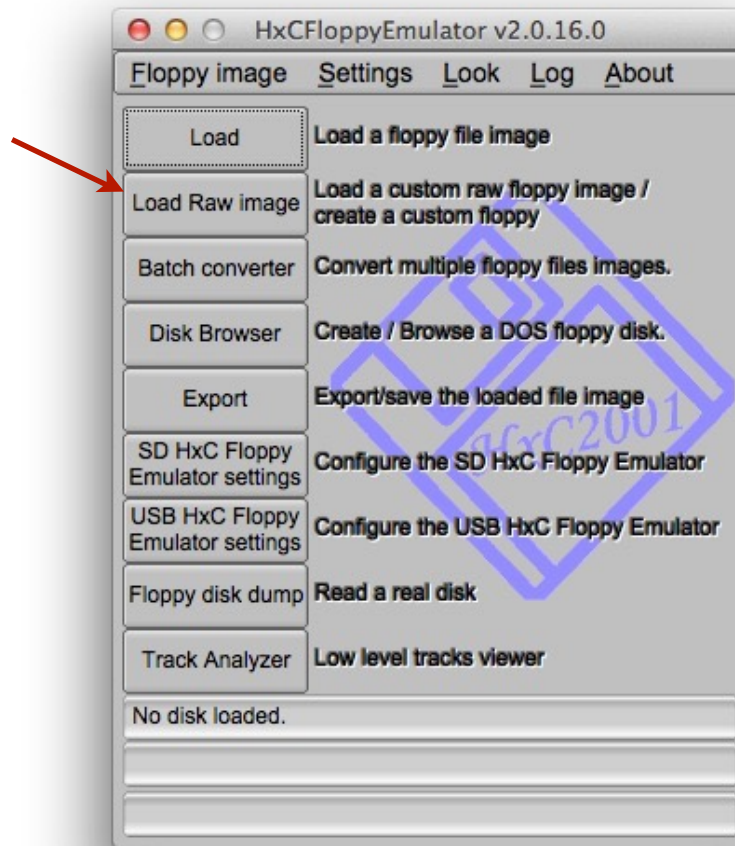 HxCFloppyEmulator v2.0.16.0
Floppy image Settings Look Log About
Load Load a floppy file image
Load Raw image Load a custom raw floppy image /
create a custom floppy
Batch converter Convert multiple floppy files images.
Disk Browser Create / Browse a DOS floppy disk.
Export Export/save the loaded file image
HxC2001
SD HxC Floppy
Emulator settings Configure the SD HxC Floppy Emulator
USB HxC Floppy
Emulator settings Configure the USB HxC Floppy Emulator
Floppy disk dump Read a real disk
Track Analyzer Low level tracks viewer
No disk loaded.